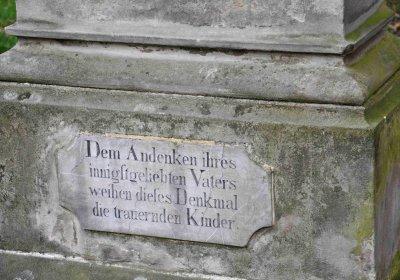 Dem Andenken ihres
innigſtgeliebten Vaters
weihen dieſes Denkmal
die trauernden Kinder